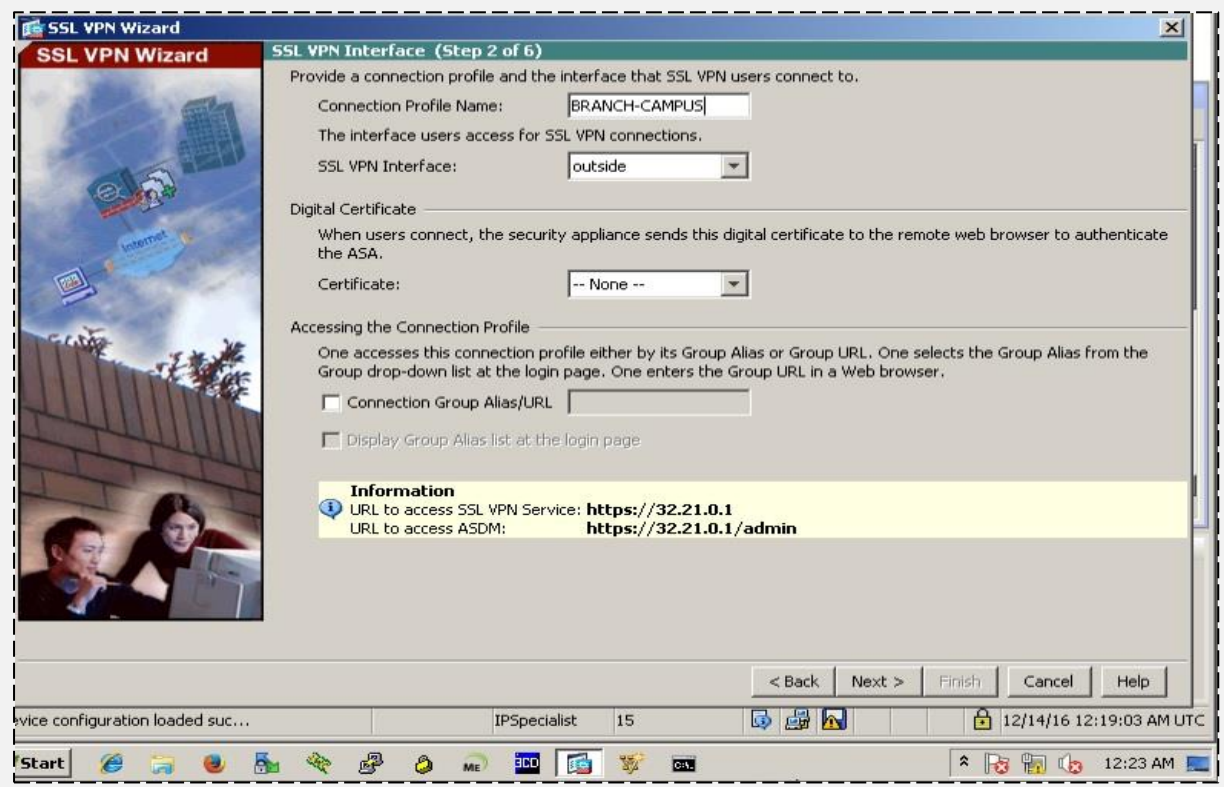 SSL VPN Wizard
SSL VPN Wizard
SSL VPN Interface (Step 2 of 6)
Provide a connection profile and the interface that SSL VPN users connect to.
Connection Profile Name: BRANCH-CAMPUS
The interface users access for SSL VPN connections.
SSL VPN Interface: outside
Digital Certificate
When users connect, the security appliance sends this digital certificate to the remote web browser to authenticate
the ASA.
Certificate: -- None --
Accessing the Connection Profile
One accesses this connection profile either by its Group Alias or Group URL. One selects the Group Alias from the
Group drop-down list at the login page. One enters the Group URL in a Web browser.
Connection Group Alias/URL
Display Group Alias list at the login page
Information
URL to access SSL VPN Service: https://32.21.0.1
URL to access ASDM: https://32.21.0.1/admin
Internet
< Back Next > Finish Cancel Help
evice configuration loaded suc... IPSpecialist 15 12/14/16 12:19:03 AM UTC
Start ME 3CD 12:23 AM